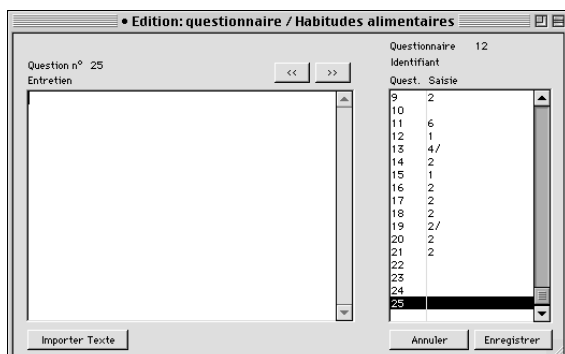 • Edition: questionnaire / Habitudes alimentaires
Questionnaire 12
Identifiant
Question n° 25
Entretien
<< >>
Quest. Saisie
9 2
10
11 6
12 1
13 4/
14 2
15 1
16 2
17 2
18 2
19 2/
20 2
21 2
22
23
24
25
Importer Texte
Annuler Enregistrer